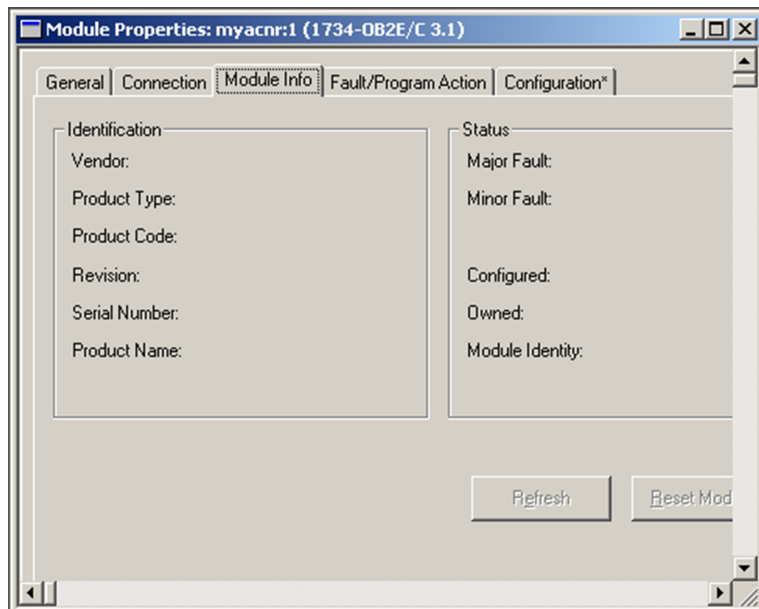 Module Properties: myacnr:1 (1734-OB2E/C 3.1)
General Connection Module Info Fault/Program Action Configuration*
Identification
Vendor:
Product Type:
Product Code:
Revision:
Serial Number:
Product Name:
Status
Major Fault:
Minor Fault:
Configured:
Owned:
Module Identity:
Refresh Reset Mod